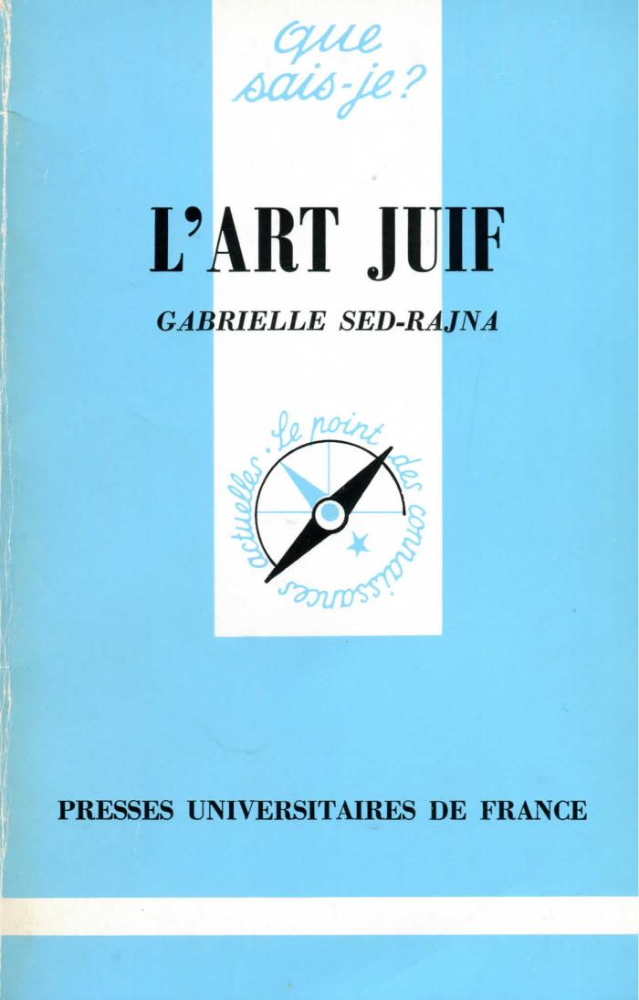 que
sais-je?
L'ART JUIF
GABRIELLE SED-RAJNA
Le point des connaissances actuelles.
PRESSES UNIVERSITAIRES DE FRANCE